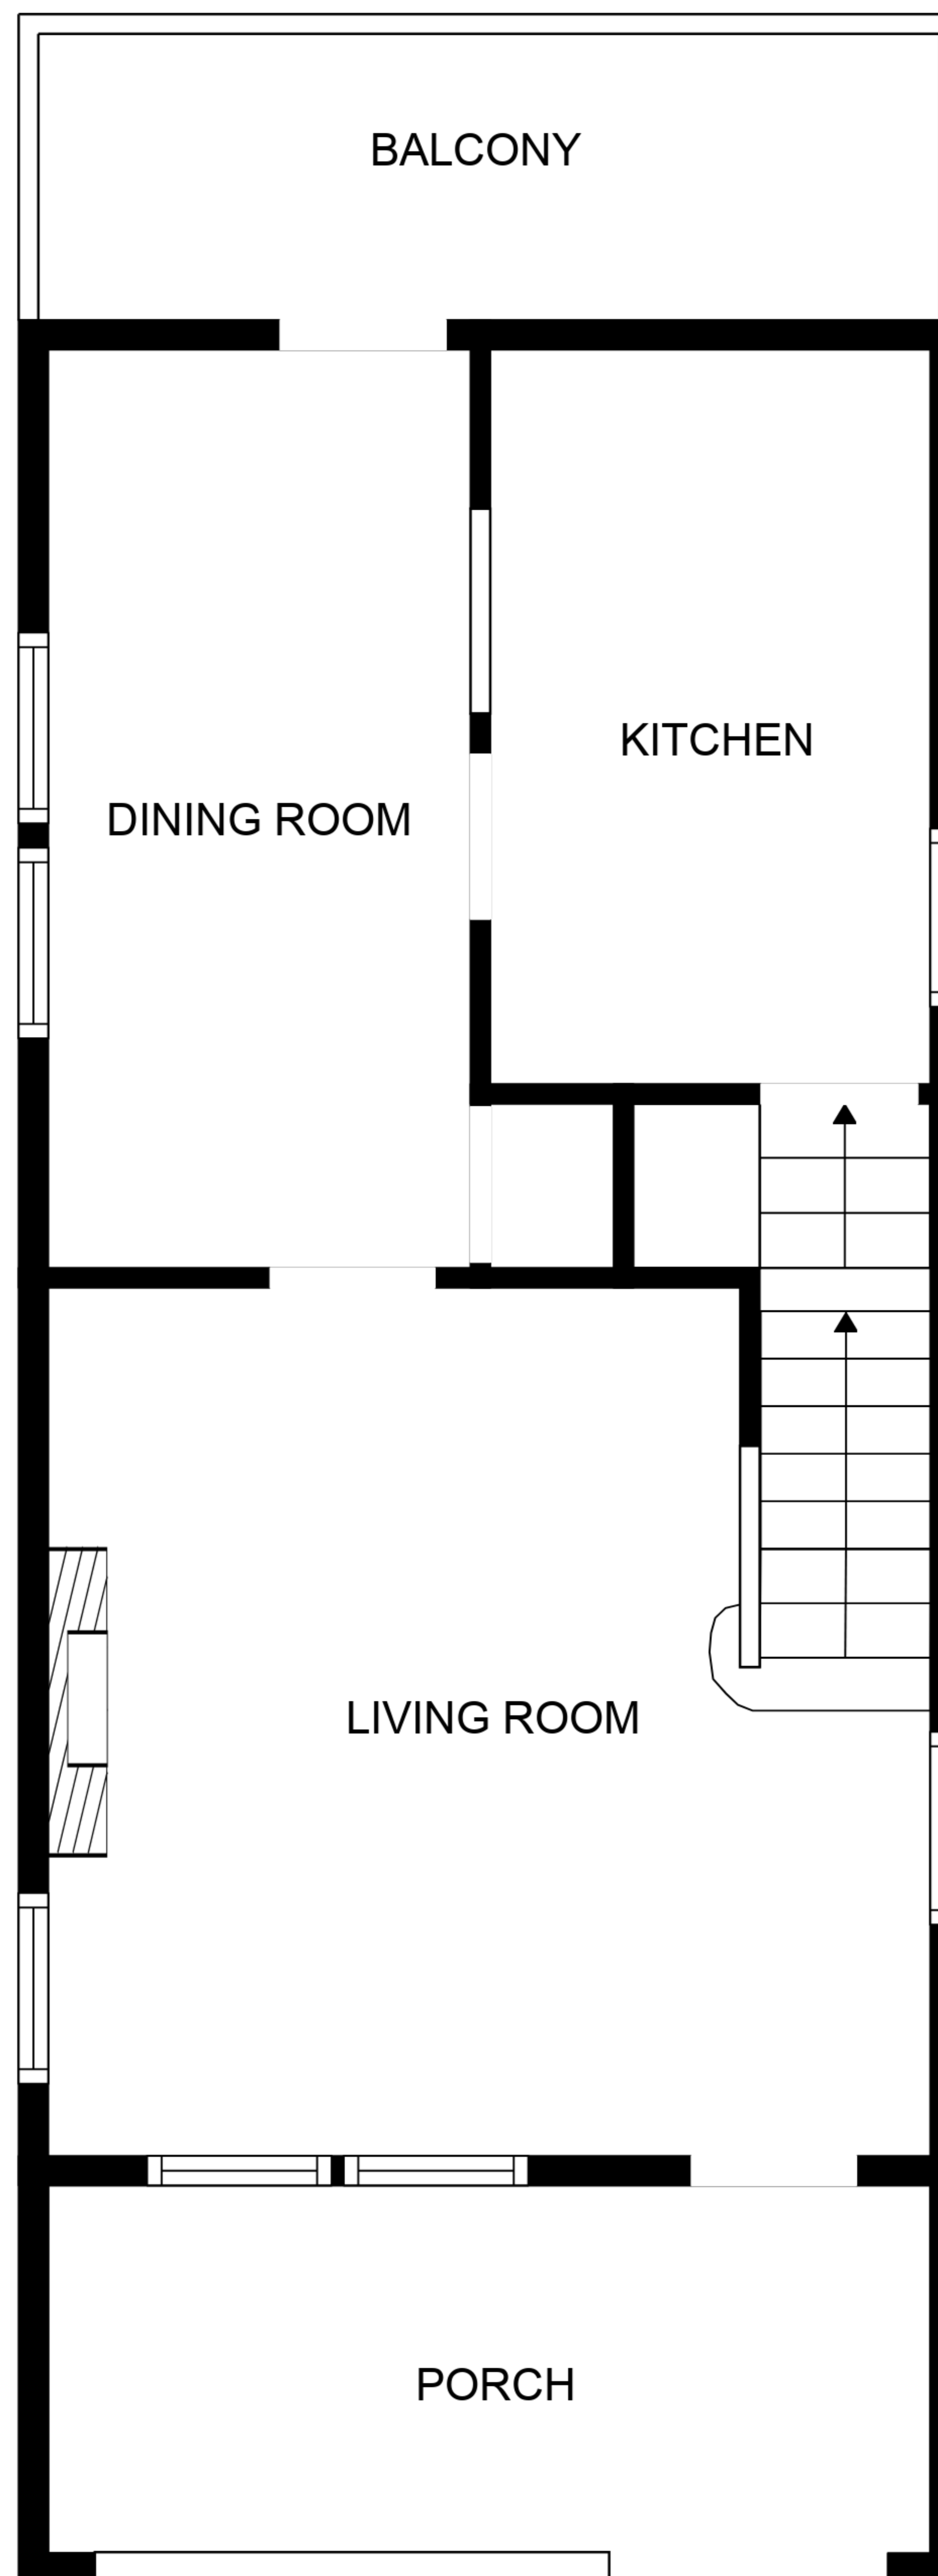 BALCONY
KITCHEN
DINING ROOM
LIVING ROOM
PORCH